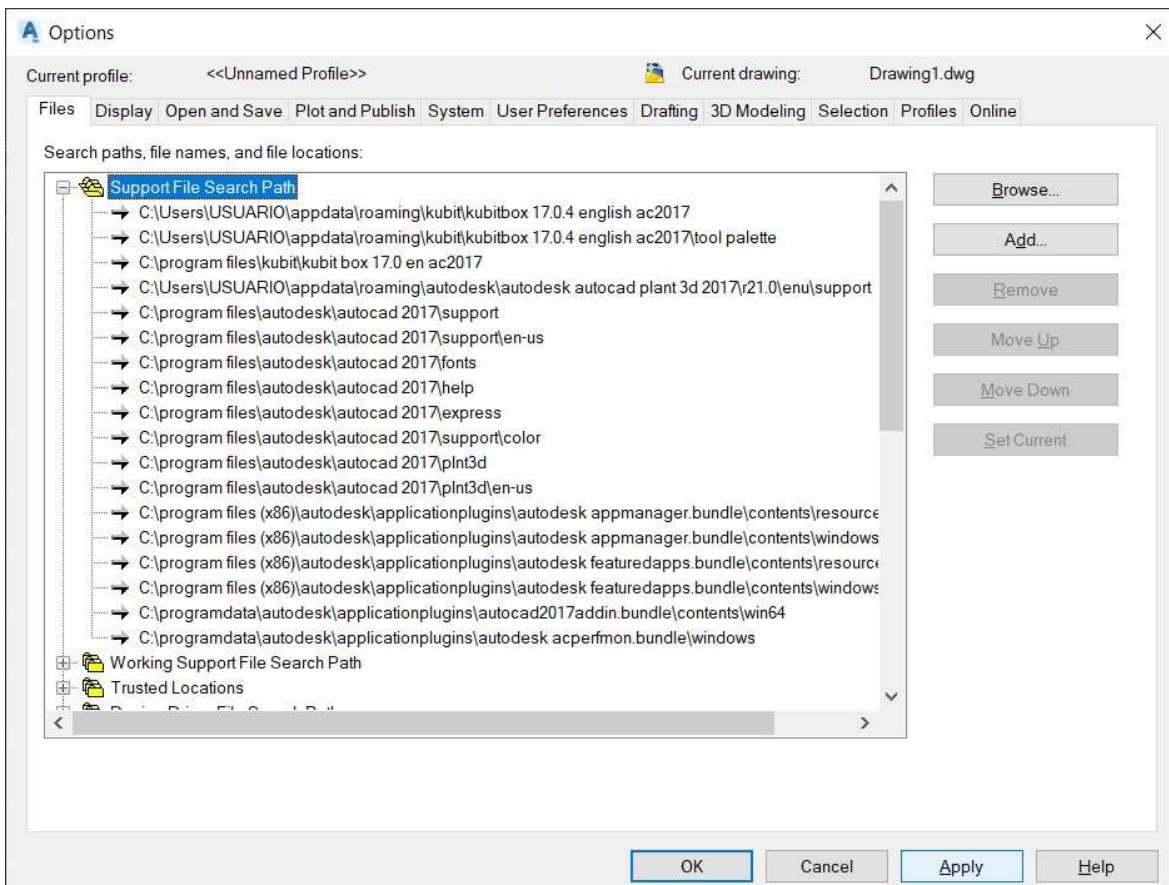 Options
Current profile: <<Unnamed Profile>> Current drawing: Drawing1.dwg
Files Display Open and Save Plot and Publish System User Preferences Drafting 3D Modeling Selection Profiles Online
Search paths, file names, and file locations:
Support File Search Path
C:\Users\USUARIO\appdata\roaming\kubit\kubitbox 17.0.4 english ac2017
C:\Users\USUARIO\appdata\roaming\kubit\kubitbox 17.0.4 english ac2017\tool palette
C:\program files\kubit\kubit box 17.0 en ac2017
C:\Users\USUARIO\appdata\roaming\autodesk\autodesk autocad plant 3d 2017\r21.0\enu\support
C:\program files\autodesk\autocad 2017\support
C:\program files\autodesk\autocad 2017\support\en-us
C:\program files\autodesk\autocad 2017\fonts
C:\program files\autodesk\autocad 2017\help
C:\program files\autodesk\autocad 2017\express
C:\program files\autodesk\autocad 2017\support\color
C:\program files\autodesk\autocad 2017\plnt3d
C:\program files\autodesk\autocad 2017\plnt3d\en-us
C:\program files (x86)\autodesk\applicationplugins\autodesk appmanager.bundle\contents\resource
C:\program files (x86)\autodesk\applicationplugins\autodesk appmanager.bundle\contents\windows
C:\program files (x86)\autodesk\applicationplugins\autodesk featuredapps.bundle\contents\resource
C:\program files (x86)\autodesk\applicationplugins\autodesk featuredapps.bundle\contents\windows
C:\programdata\autodesk\applicationplugins\autocad2017addin.bundle\contents\win64
C:\programdata\autodesk\applicationplugins\autodesk acperfmon.bundle\windows
Working Support File Search Path
Trusted Locations
Browse...
Add...
Remove
Move Up
Move Down
Set Current
OK Cancel Apply Help